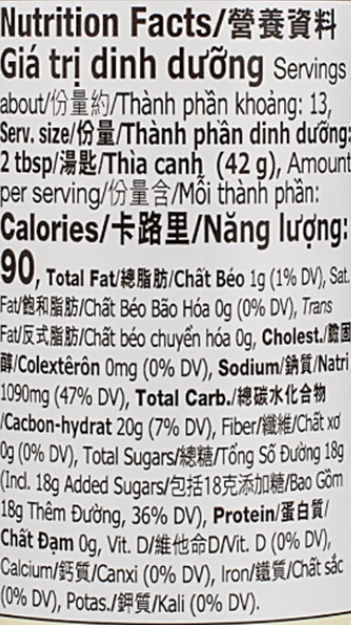 Nutrition Facts/營養資料
Giá trị dinh dưỡng Servings
about/份量約/Thành phần khoảng: 13,
Serv. size/份量/Thành phần dinh dưỡng:
2 tbsp/湯匙/Thìa canh (42 g), Amount
per serving/份量含/Mỗi thành phần:
Calories/卡路里/Năng lượng:
90, Total Fat/總脂肪/Chất Béo 1g (1% DV), Sat.
Fat/飽和脂肪/Chất Béo Bão Hóa 0g (0% DV), Trans
Fat/反式脂肪/Chất béo chuyển hóa 0g, Cholest./膽固
醇/Colextêrôn 0mg (0% DV), Sodium/鈉質/Natri
1090mg (47% DV), Total Carb./總碳水化合物
/Cacbon-hydrat 20g (7% DV), Fiber/纖維/Chất xơ
0g (0% DV), Total Sugars/總糖/Tổng Số Đường 18g
(Incl. 18g Added Sugars/包括18克添加糖/Bao Gồm
18g Thêm Đường, 36% DV), Protein/蛋白質/
Chất Đạm 0g, Vit. D/維他命D/Vit. D (0% DV),
Calcium/鈣質/Canxi (0% DV), Iron/鐵質/Chất sắc
(0% DV), Potas./鉀質/Kali (0% DV).